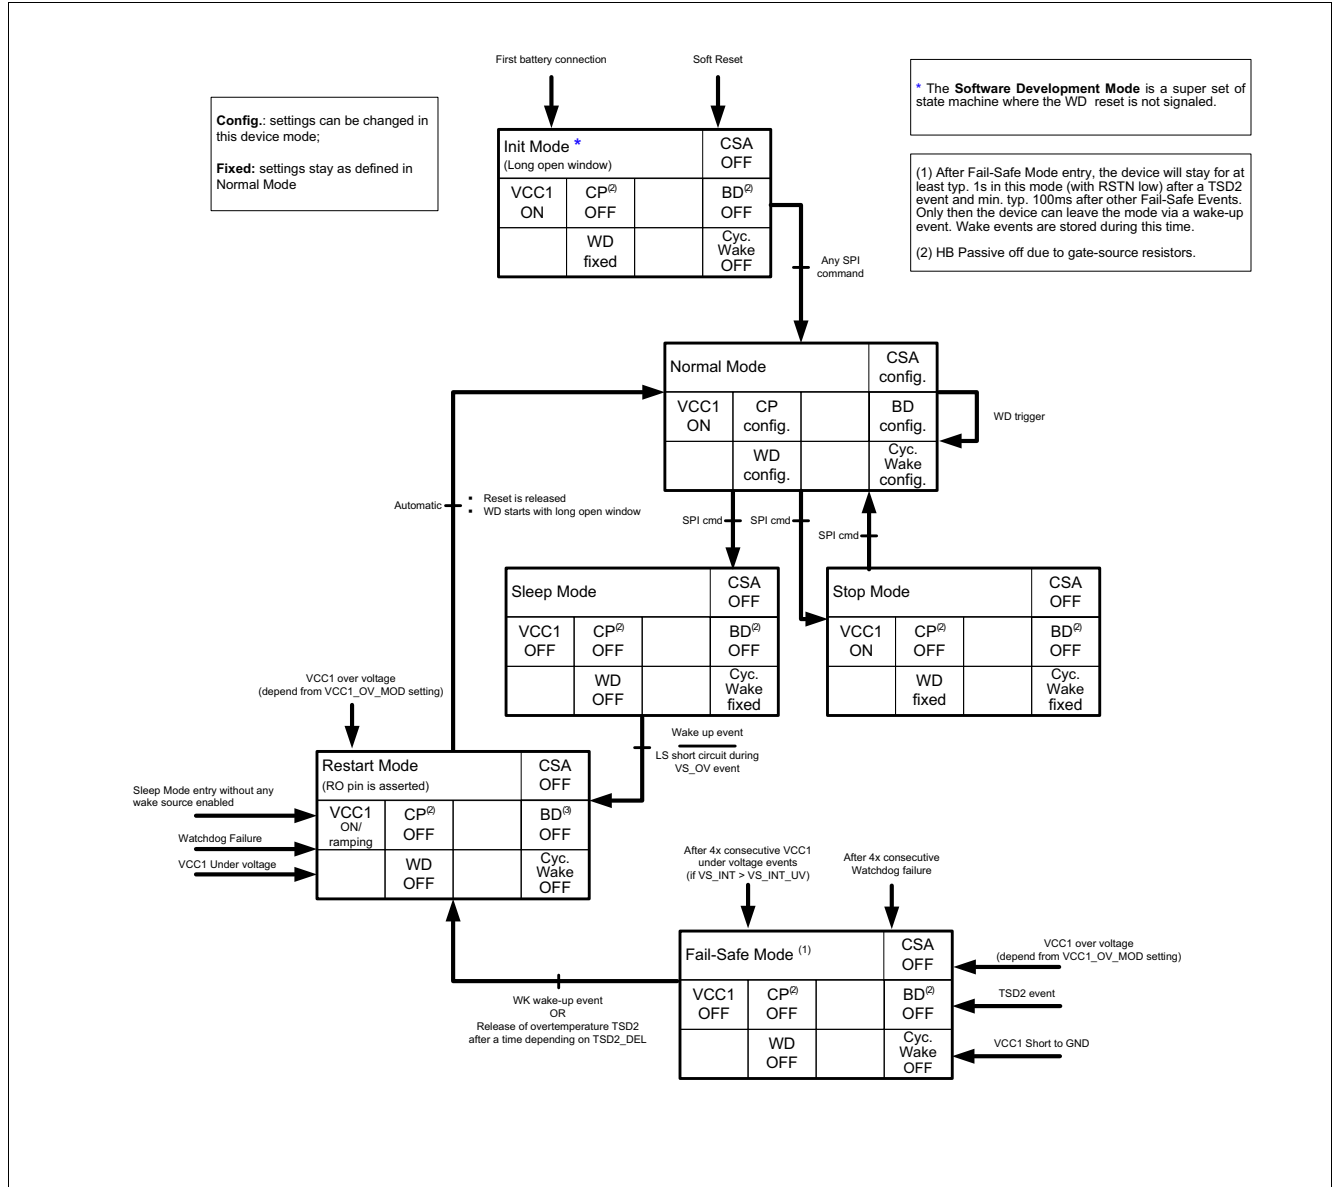 First battery connection
Soft Reset
Config.: settings can be changed in
this device mode;
Fixed: settings stay as defined in
Normal Mode
* The Software Development Mode is a super set of
state machine where the WD reset is not signaled.
(1) After Fail-Safe Mode entry, the device will stay for at
least typ. 1s in this mode (with RSTN low) after a TSD2
event and min. typ. 100ms after other Fail-Safe Events.
Only then the device can leave the mode via a wake-up
event. Wake events are stored during this time.
(2) HB Passive off due to gate-source resistors.
Init Mode *
(Long open window)
CSA
OFF
VCC1
ON
CP(2)
OFF
BD(2)
OFF
WD
fixed
Cyc.
Wake
OFF
Any SPI
command
Normal Mode
CSA
config.
VCC1
ON
CP
config.
BD
config.
WD
config.
Cyc.
Wake
config.
WD trigger
Automatic
▪ Reset is released
▪ WD starts with long open window
SPI cmd
SPI cmd
SPI cmd
Sleep Mode
CSA
OFF
VCC1
OFF
CP(2)
OFF
BD(2)
OFF
WD
OFF
Cyc.
Wake
fixed
Stop Mode
CSA
OFF
VCC1
ON
CP(2)
OFF
BD(2)
OFF
WD
fixed
Cyc.
Wake
fixed
VCC1 over voltage
(depend from VCC1_OV_MOD setting)
Wake up event
LS short circuit during
VS_OV event
Restart Mode
(RO pin is asserted)
CSA
OFF
VCC1
ON/
ramping
CP(2)
OFF
BD(3)
OFF
WD
OFF
Cyc.
Wake
OFF
Sleep Mode entry without any
wake source enabled
Watchdog Failure
VCC1 Under voltage
After 4x consecutive VCC1
under voltage events
(if VS_INT > VS_INT_UV)
After 4x consecutive
Watchdog failure
Fail-Safe Mode (1)
CSA
OFF
VCC1
OFF
CP(2)
OFF
BD(2)
OFF
WD
OFF
Cyc.
Wake
OFF
VCC1 over voltage
(depend from VCC1_OV_MOD setting)
TSD2 event
VCC1 Short to GND
WK wake-up event
OR
Release of overtemperature TSD2
after a time depending on TSD2_DEL